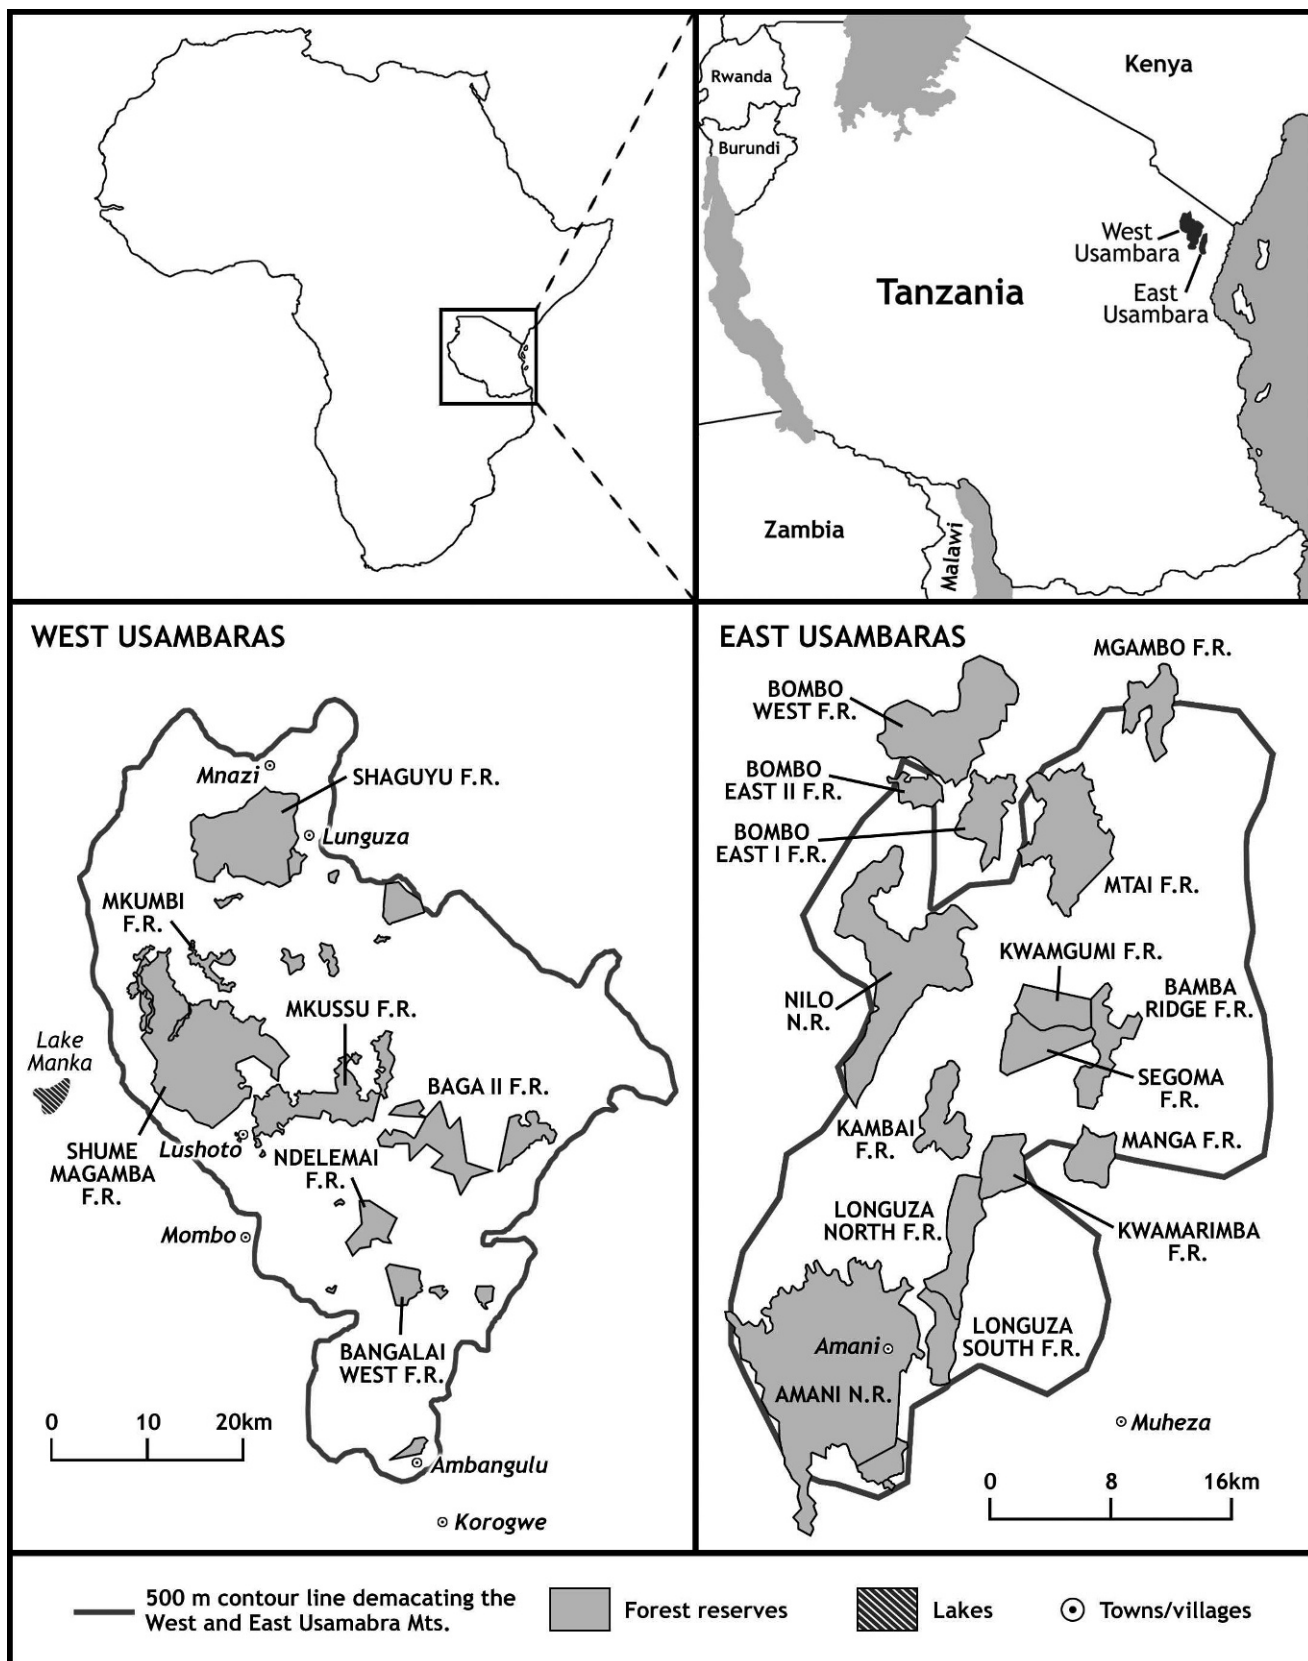 Rwanda
Burundi
Kenya
West
Usambara
East
Usambara
Tanzania
Zambia
Malawi
WEST USAMBARAS
Mnazi
SHAGUYU F.R.
Lunguza
MKUMBI
F.R.
MKUSSU F.R.
Lake
Manka
BAGA II F.R.
SHUME
MAGAMBA
F.R.
Lushoto
NDELEMAI
F.R.
Mombo
BANGALAI
WEST F.R.
0 10 20km
Ambangulu
Korogwe
EAST USAMBARAS
MGAMBO F.R.
BOMBO
WEST F.R.
BOMBO
EAST II F.R.
BOMBO
EAST I F.R.
MTAI F.R.
KWAMGUMI F.R.
BAMBA
RIDGE F.R.
NILO
N.R.
SEGOMA
F.R.
KAMBAI
F.R.
MANGA F.R.
LONGUZA
NORTH F.R.
KWAMARIMBA
F.R.
LONGUZA
SOUTH F.R.
Amani
AMANI N.R.
Muheza
0 8 16km
500 m contour line demacating the
West and East Usamabra Mts.
Forest reserves
Lakes
Towns/villages